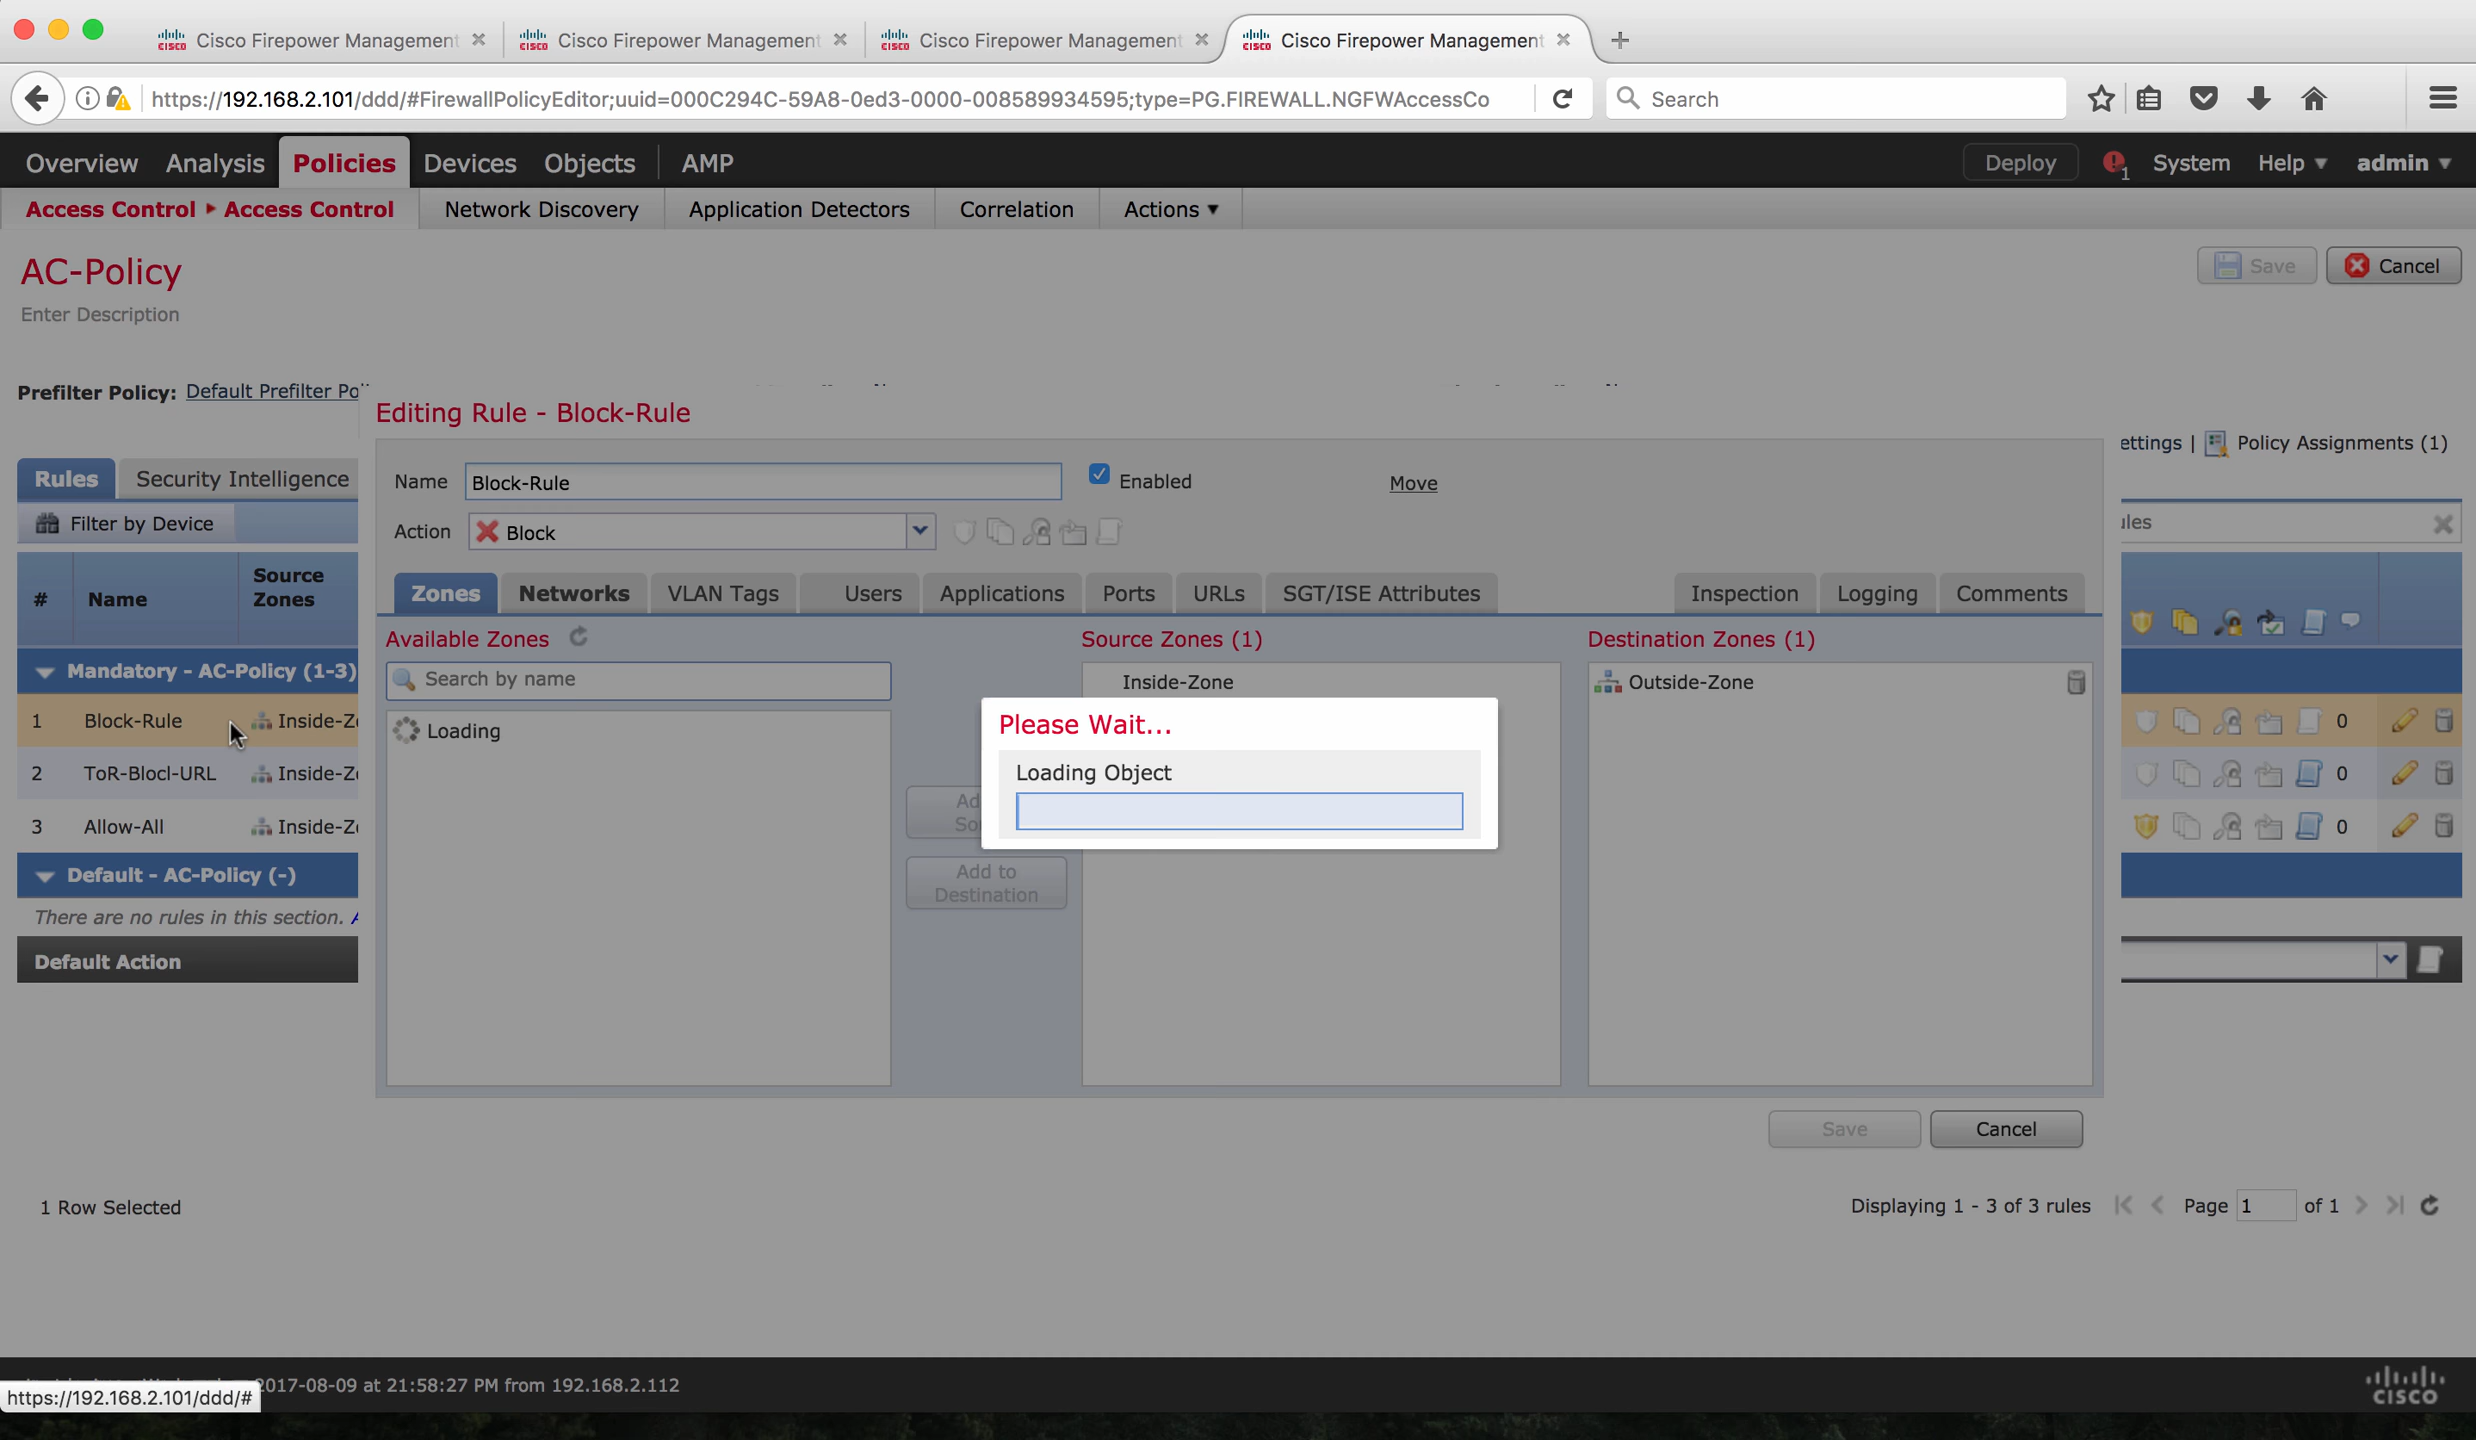 Cisco Firepower Management
Cisco Firepower Management
Cisco Firepower Management
Cisco Firepower Management
https://192.168.2.101/ddd/#FirewallPolicyEditor;uuid=000C294C-59A8-0ed3-0000-008589934595;type=PG.FIREWALL.NGFWAccessCo
Search
Overview Analysis Policies Devices Objects AMP
Deploy 1 System Help admin
Access Control Access Control Network Discovery Application Detectors Correlation Actions
AC-Policy
Save Cancel
Enter Description
Prefilter Policy: Default Prefilter
Editing Rule - Block-Rule
ettings | Policy Assignments (1)
Rules Security Intelligence
Name Block-Rule Enabled Move
Filter by Device
ules
Action Block
# Name Source Zones
Zones Networks VLAN Tags Users Applications Ports URLs SGT/ISE Attributes Inspection Logging Comments
Available Zones Source Zones (1) Destination Zones (1)
Mandatory - AC-Policy (1-3)
Search by name Inside-Zone Outside-Zone
1 Block-Rule Inside-Z 0
Loading
Please Wait...
2 ToR-Blocl-URL Inside-Z 0
Loading Object
3 Allow-All Inside-Z 0
Add to
Destination
Default - AC-Policy (-)
There are no rules in this section.
Default Action
Save Cancel
1 Row Selected
Displaying 1 - 3 of 3 rules Page 1 of 1
2017-08-09 at 21:58:27 PM from 192.168.2.112
https://192.168.2.101/ddd/#
CISCO